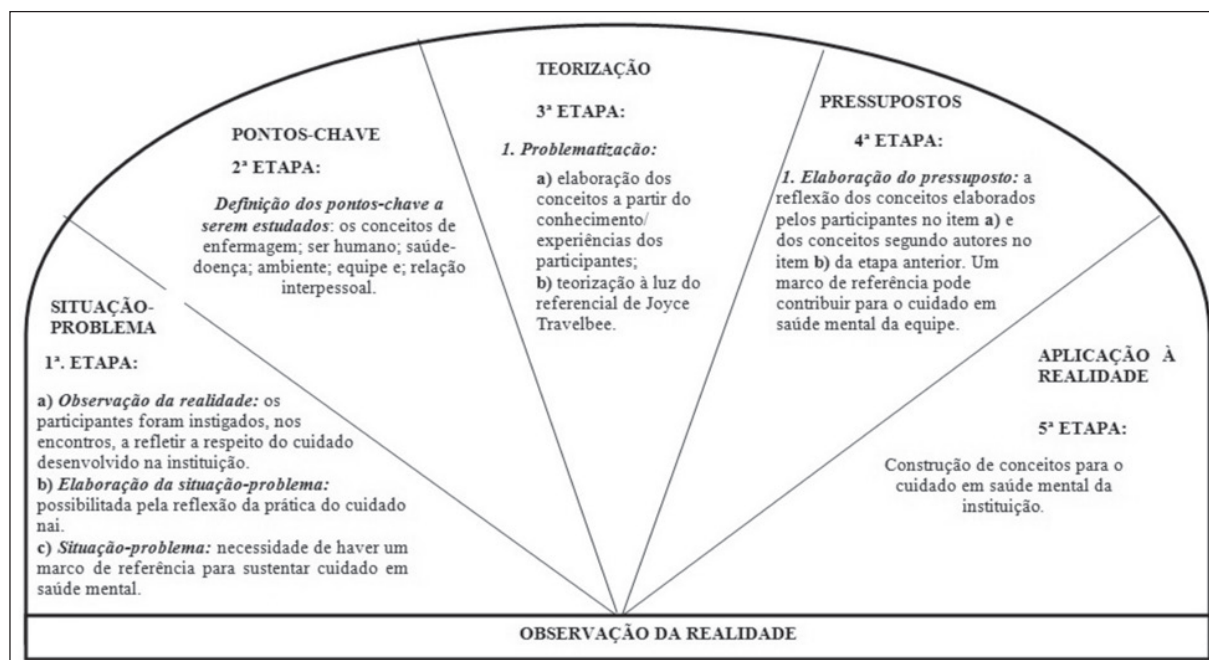 SITUAÇÃO-
PROBLEMA
1ª. ETAPA:
a) Observação da realidade: os
participantes foram instigados, nos
encontros, a refletir a respeito do cuidado
desenvolvido na instituição.
b) Elaboração da situação-problema:
possibilitada pela reflexão da prática do cuidado
nai.
c) Situação-problema: necessidade de haver um
marco de referência para sustentar cuidado em
saúde mental.
PONTOS-CHAVE
2ª ETAPA:
Definição dos pontos-chave a
serem estudados: os conceitos de
enfermagem; ser humano; saúde-
doença; ambiente; equipe e; relação
interpessoal.
TEORIZAÇÃO
3ª ETAPA:
1. Problematização:
a) elaboração dos
conceitos a partir do
conhecimento/
experiências dos
participantes;
b) teorização à luz do
referencial de Joyce
Travelbee.
PRESSUPOSTOS
4ª ETAPA:
1. Elaboração do pressuposto: a
reflexão dos conceitos elaborados
pelos participantes no item a) e
dos conceitos segundo autores no
item b) da etapa anterior. Um
marco de referência pode
contribuir para o cuidado em
saúde mental da equipe.
APLICAÇÃO À
REALIDADE
5ª ETAPA:
Construção de conceitos para o
cuidado em saúde mental da
instituição.
OBSERVAÇÃO DA REALIDADE